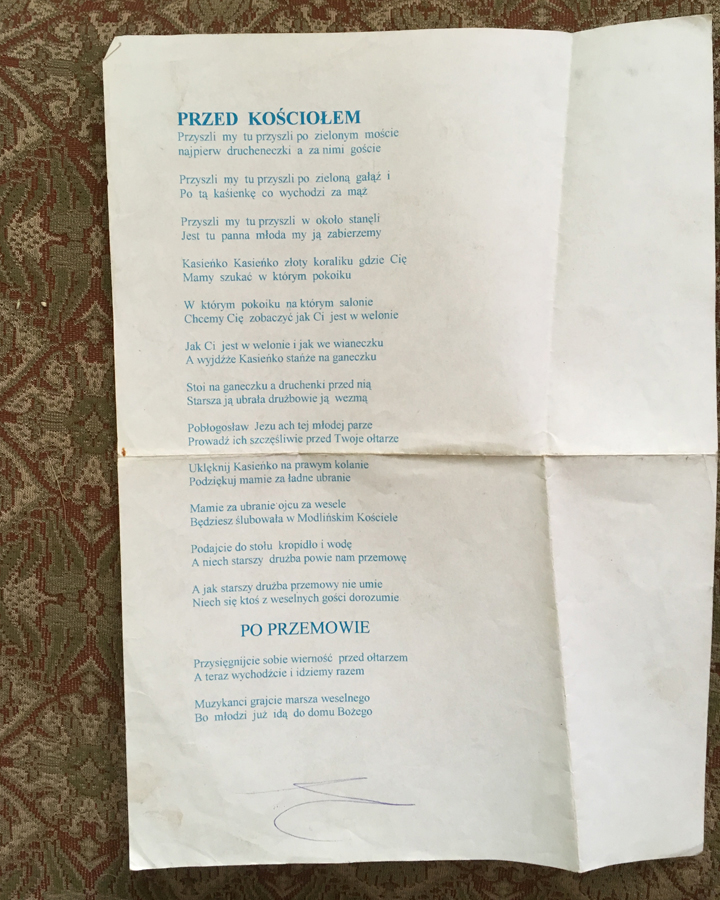 PRZED KOŚCIOŁEM
Przyszli my tu przyszli po zielonym moście
najpierw drucheneczki a za nimi goście
Przyszli my tu przyszli po zieloną gałąź i
Po tą kaśienkę co wychodzi za mąż
Przyszli my tu przyszli w około stanęli
Jest tu panna młoda my ją zabierzemy
Kasieńko Kasieńko złoty koraliku gdzie Cię
Mamy szukać w którym pokoiku
W którym pokoiku na którym salonie
Chcemy Cię zobaczyć jak Ci jest w welonie
Jak Ci jest w welonie i jak we wianeczku
A wyjdźże Kasieńko stańże na ganeczku
Stoi na ganeczku a druchenki przed nią
Starsza ją ubrała drużbowie ją wezmą
Pobłogosław Jezu ach tej młodej parze
Prowadź ich szczęśliwie przed Twoje ołtarze
Uklęknij Kasieńko na prawym kolanie
Podziękuj mamie za ładne ubranie
Mamie za ubranie ojcu za wesele
Będziesz ślubowała w Modlińskim Kościele
Podajcie do stołu kropidło i wodę
A niech starszy drużba powie nam przemowę
A jak starszy drużba przemowy nie umie
Niech się ktoś z weselnych gości dorozumie
PO PRZEMOWIE
Przysięgnijcie sobie wierność przed ołtarzem
A teraz wychodźcie i idziemy razem
Muzykanci grajcie marsza weselnego
Bo młodzi już idą do domu Bożego